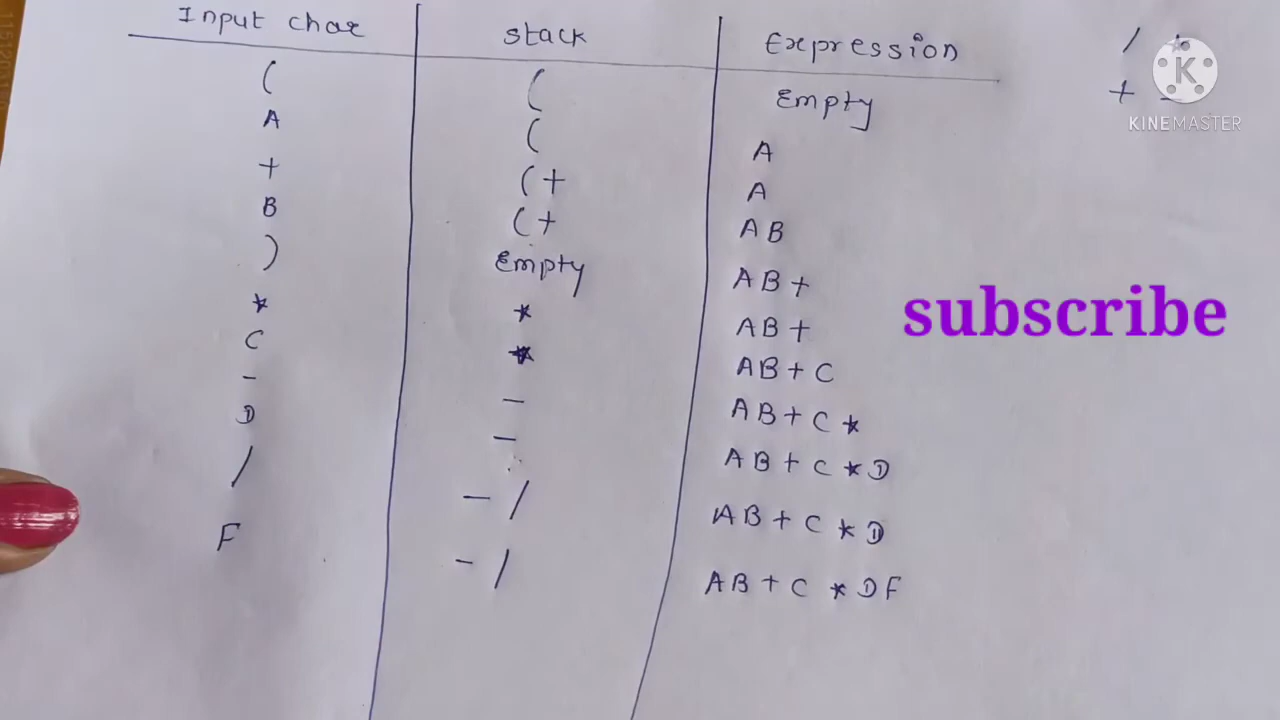 Input char stack Expression
( ( Empty
A ( A
+ (+ A
B (+ AB
) Empty AB+
* * AB+
C * AB+C
- - AB+C*
D - AB+C*D
/ -/ AB+C*D
F -/ AB+C*DF
/
+
K
KINEMASTER
subscribe